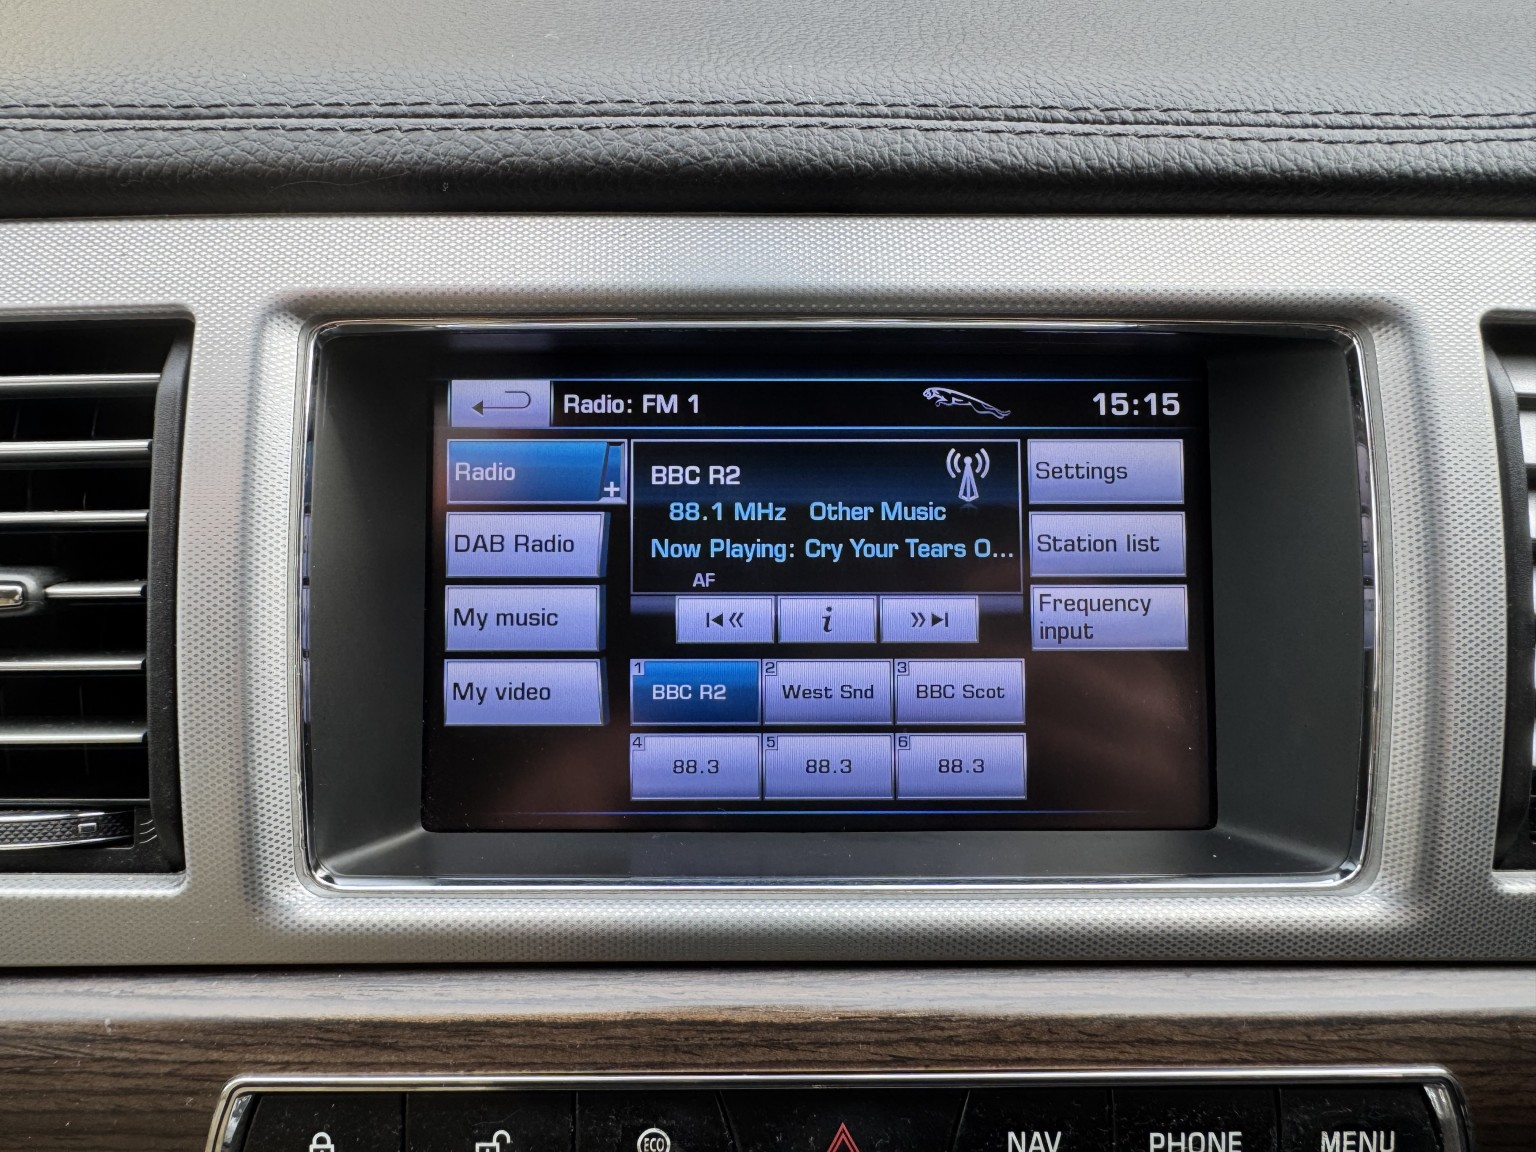 Radio: FM 1
15:15
Radio
+
BBC R2
Settings
88.1 MHz Other Music
DAB Radio
Now Playing: Cry Your Tears O...
Station list
AF
My music
i
Frequency
input
My video
1
BBC R2
2
West Snd
3
BBC Scot
4
88.3
5
88.3
6
88.3
ECO
NAV
PHONE
MENU